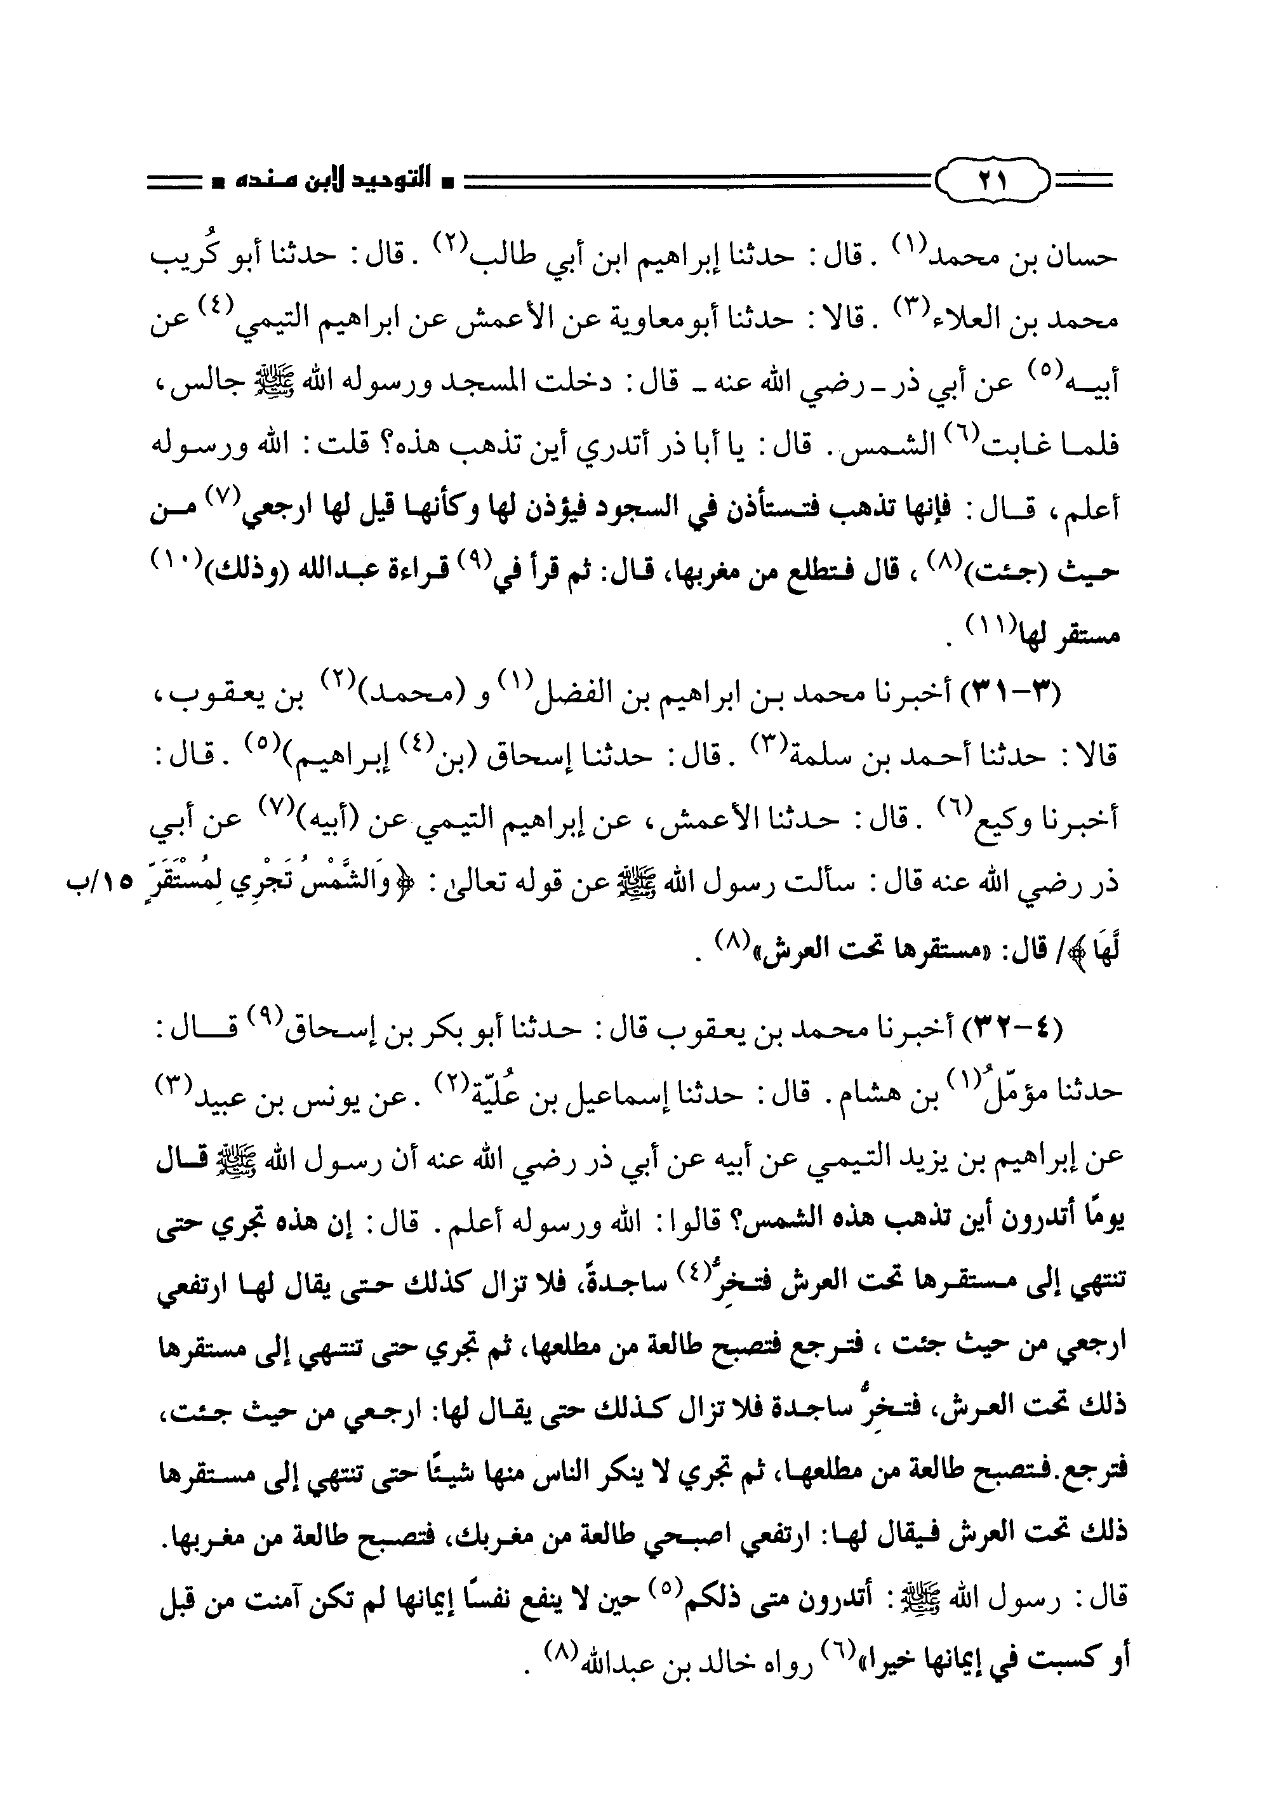 ٢١ ■ التوحيد لابن منده ■
حسان بن محمد(١) . قال : حدثنا إبراهيم ابن أبي طالب(٢) . قال : حدثنا أبو كُريب
محمد بن العلاء(٣) . قالا : حدثنا أبو معاوية عن الأعمش عن ابراهيم التيمي(٤) عن
أبيه(٥) عن أبي ذر ـ رضي الله عنه ـ قال : دخلت المسجد ورسوله الله ﷺ جالس ،
فلما غابت(٦) الشمس . قال : يا أبا ذر أتدري أين تذهب هذه؟ قلت : الله ورسوله
أعلم ، قال : فإنها تذهب فتستأذن في السجود فيؤذن لها وكأنها قيل لها ارجعي(٧) من
حيث (جئت)(٨) ، قال فتطلع من مغربها، قال: ثم قرأ في(٩) قراءة عبدالله (وذلك)(١٠)
مستقر لها(١١) .
(٣-٣١) أخبرنا محمد بن ابراهيم بن الفضل(١) و (محمد)(٢) بن يعقوب ،
قالا : حدثنا أحمد بن سلمة(٣) . قال : حدثنا إسحاق (بن(٤) إبراهيم)(٥) . قال :
أخبرنا وكيع(٦) . قال : حدثنا الأعمش ، عن إبراهيم التيمي عن (أبيه)(٧) عن أبي
ذر رضي الله عنه قال : سألت رسول الله ﷺ عن قوله تعالى : ﴿ وَالشَّمْسُ تَجْرِي لِمُسْتَقَرٍّ ١٥/ب
لَّهَا ﴾/ قال: «مستقرها تحت العرش»(٨) .
(٤-٣٢) أخبرنا محمد بن يعقوب قال : حدثنا أبو بكر بن إسحاق(٩) قال :
حدثنا مؤمّلُ(١) بن هشام . قال : حدثنا إسماعيل بن عُليّة(٢) . عن يونس بن عبيد(٣)
عن إبراهيم بن يزيد التيمي عن أبيه عن أبي ذر رضي الله عنه أن رسول الله ﷺ قال
يومًا أتدرون أين تذهب هذه الشمس؟ قالوا : الله ورسوله أعلم . قال : إن هذه تجري حتى
تنتهي إلى مستقرها تحت العرش فتخِرُّ(٤) ساجدةً، فلا تزال كذلك حتى يقال لها ارتفعي
ارجعي من حيث جئت ، فترجع فتصبح طالعة من مطلعها، ثم تجري حتى تنتهي إلى مستقرها
ذلك تحت العرش، فتخِرُّ ساجدة فلا تزال كذلك حتى يقال لها: ارجعي من حيث جئت،
فترجع.فتصبح طالعة من مطلعها، ثم تجري لا ينكر الناس منها شيئًا حتى تنتهي إلى مستقرها
ذلك تحت العرش فيقال لها: ارتفعي اصبحي طالعة من مغربك، فتصبح طالعة من مغربها.
قال : رسول الله ﷺ : أتدرون متى ذلكم(٥) حين لا ينفع نفسًا إيمانها لم تكن آمنت من قبل
أو كسبت في إيمانها خيرا»(٦) رواه خالد بن عبدالله(٨) .